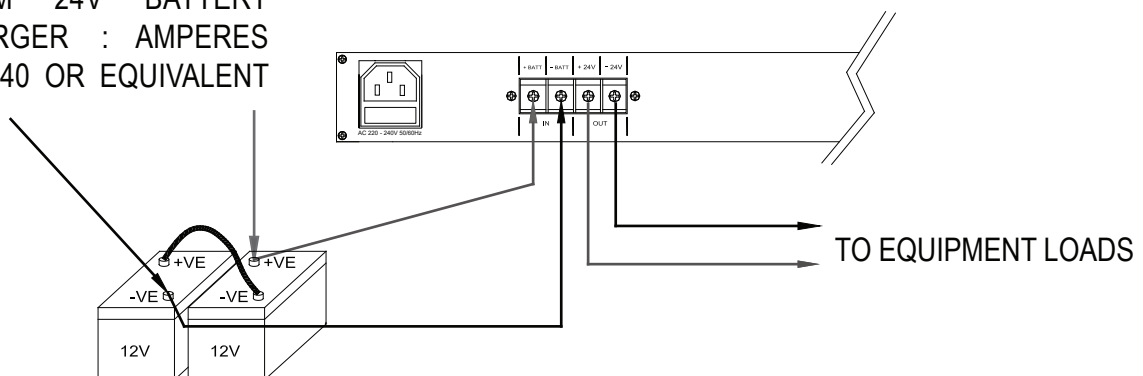 24V BATTERY
: AMPERES
40 OR EQUIVALENT
+ BATT - BATT + 24V - 24V
IN OUT
AC 220 - 240V 50/60Hz
TO EQUIPMENT LOADS
+VE +VE
-VE -VE
12V 12V